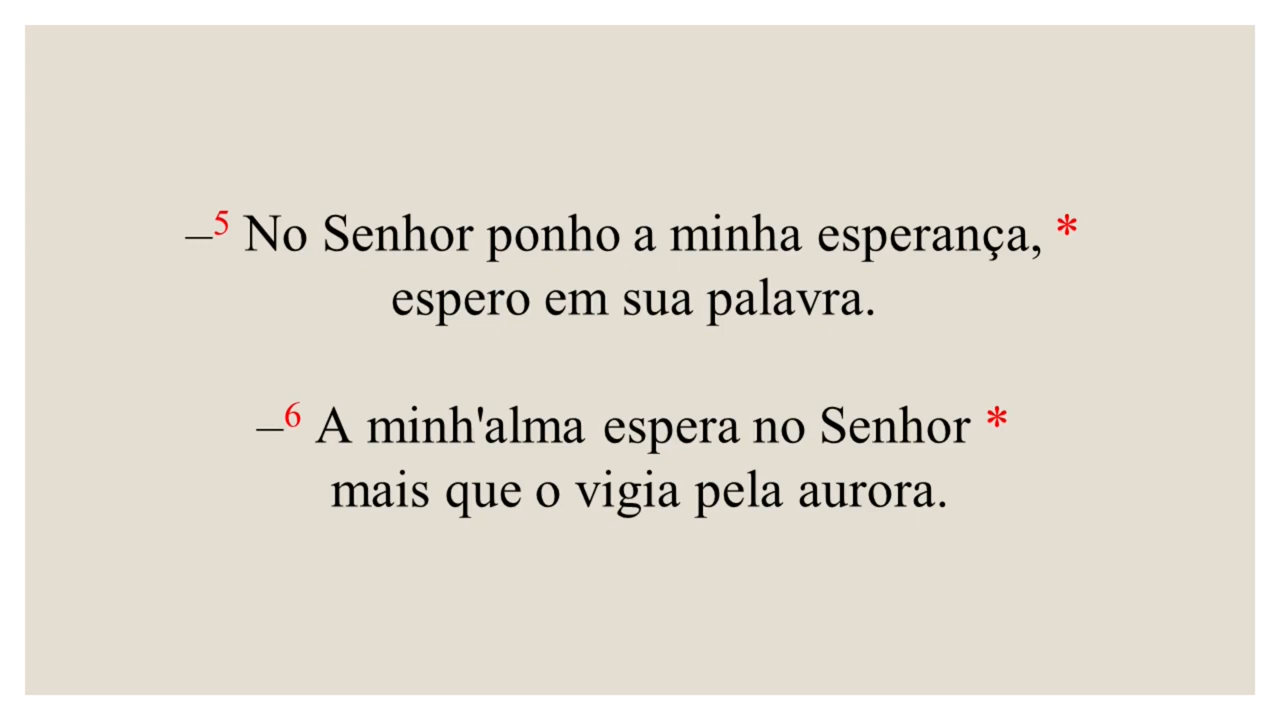 –5 No Senhor ponho a minha esperança, *
espero em sua palavra.
–6 A minh'alma espera no Senhor *
mais que o vigia pela aurora.